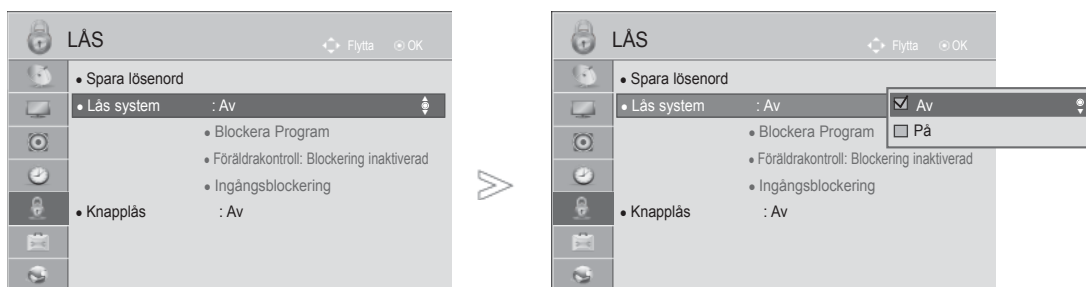 LÅS
Flytta OK
• Spara lösenord
• Lås system : Av
• Blockera Program
• Föräldrakontroll: Blockering inaktiverad
• Ingångsblockering
• Knapplås : Av
LÅS
Flytta OK
• Spara lösenord
• Lås system : Av
Av
På
• Blockera Program
• Föräldrakontroll: Blockering inaktiverad
• Ingångsblockering
• Knapplås : Av